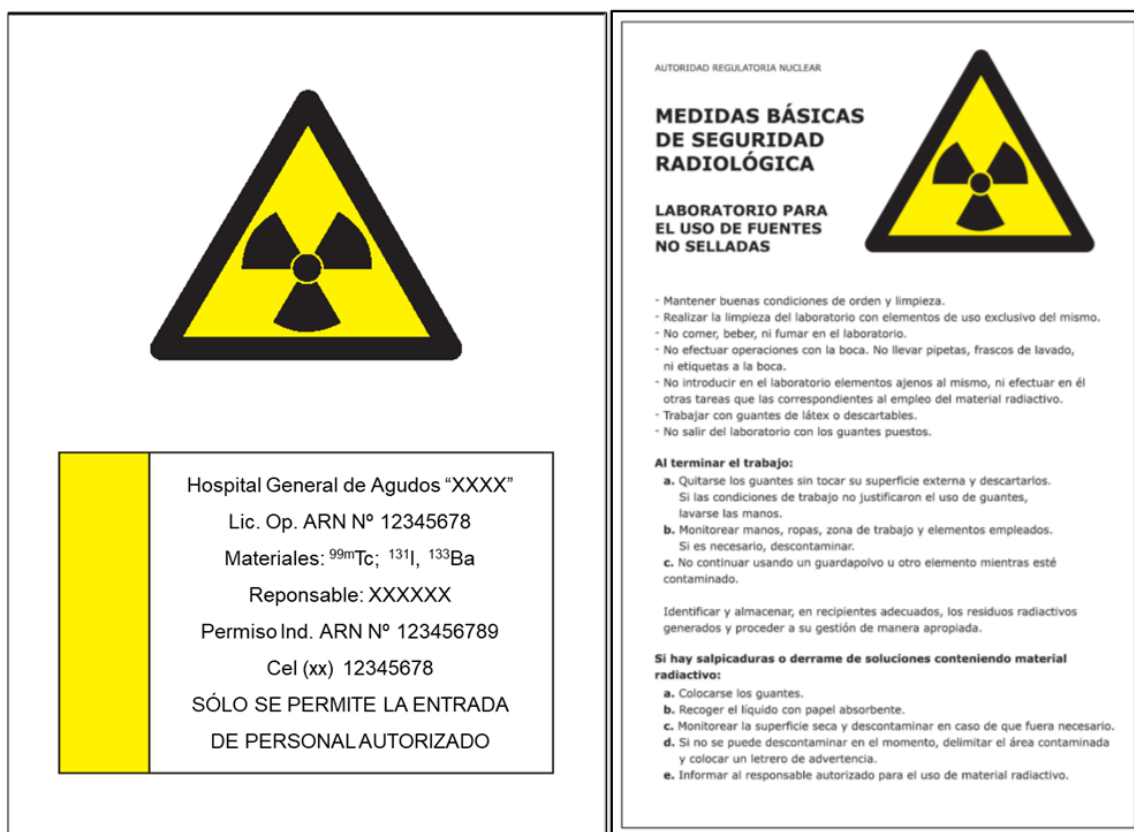 Hospital General de Agudos “XXXX”
Lic. Op. ARN Nº 12345678
Materiales: ⁹⁹ᵐTc; ¹³¹I, ¹³³Ba
Reponsable: XXXXXX
Permiso Ind. ARN Nº 123456789
Cel (xx) 12345678
SÓLO SE PERMITE LA ENTRADA
DE PERSONAL AUTORIZADO
AUTORIDAD REGULATORIA NUCLEAR
MEDIDAS BÁSICAS
DE SEGURIDAD
RADIOLÓGICA
LABORATORIO PARA
EL USO DE FUENTES
NO SELLADAS
- Mantener buenas condiciones de orden y limpieza.
- Realizar la limpieza del laboratorio con elementos de uso exclusivo del mismo.
- No comer, beber, ni fumar en el laboratorio.
- No efectuar operaciones con la boca. No llevar pipetas, frascos de lavado,
ni etiquetas a la boca.
- No introducir en el laboratorio elementos ajenos al mismo, ni efectuar en él
otras tareas que las correspondientes al empleo del material radiactivo.
- Trabajar con guantes de látex o descartables.
- No salir del laboratorio con los guantes puestos.
Al terminar el trabajo:
a. Quitarse los guantes sin tocar su superficie externa y descartarlos.
Si las condiciones de trabajo no justificaron el uso de guantes,
lavarse las manos.
b. Monitorear manos, ropas, zona de trabajo y elementos empleados.
Si es necesario, descontaminar.
c. No continuar usando un guardapolvo u otro elemento mientras esté
contaminado.
Identificar y almacenar, en recipientes adecuados, los residuos radiactivos
generados y proceder a su gestión de manera apropiada.
Si hay salpicaduras o derrame de soluciones conteniendo material
radiactivo:
a. Colocarse los guantes.
b. Recoger el líquido con papel absorbente.
c. Monitorear la superficie seca y descontaminar en caso de que fuera necesario.
d. Si no se puede descontaminar en el momento, delimitar el área contaminada
y colocar un letrero de advertencia.
e. Informar al responsable autorizado para el uso de material radiactivo.